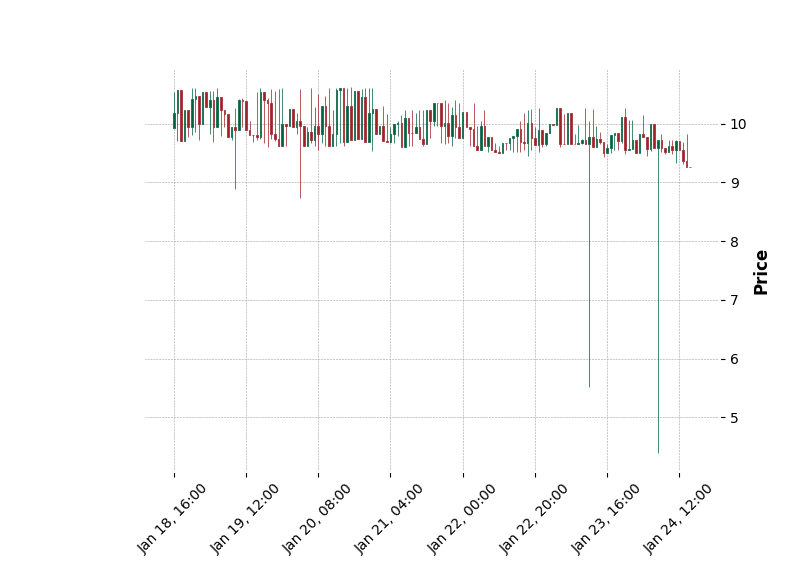 10
9
8
7
6
5
Price
Jan 18, 16:00
Jan 19, 12:00
Jan 20, 08:00
Jan 21, 04:00
Jan 22, 00:00
Jan 22, 20:00
Jan 23, 16:00
Jan 24, 12:00